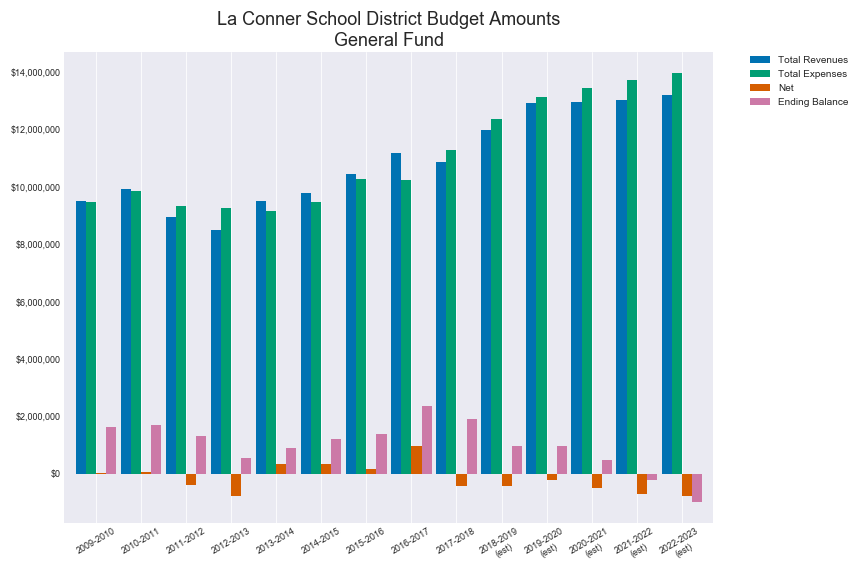 La Conner School District Budget Amounts
General Fund
Total Revenues
Total Expenses
Net
Ending Balance
$14,000,000
$12,000,000
$10,000,000
$8,000,000
$6,000,000
$4,000,000
$2,000,000
$0
2009-2010
2010-2011
2011-2012
2012-2013
2013-2014
2014-2015
2015-2016
2016-2017
2017-2018
2018-2019
(est)
2019-2020
(est)
2020-2021
(est)
2021-2022
(est)
2022-2023
(est)